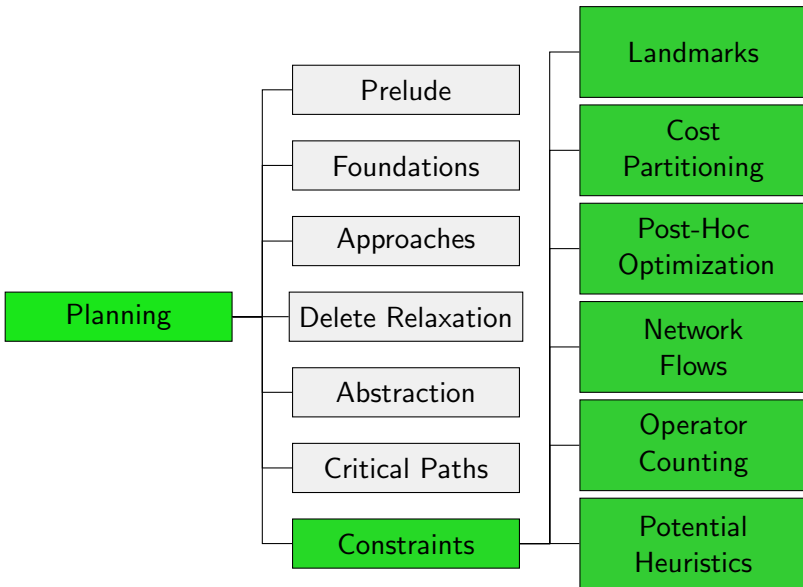 Planning
Prelude
Foundations
Approaches
Delete Relaxation
Abstraction
Critical Paths
Constraints
Landmarks
Cost
Partitioning
Post-Hoc
Optimization
Network
Flows
Operator
Counting
Potential
Heuristics